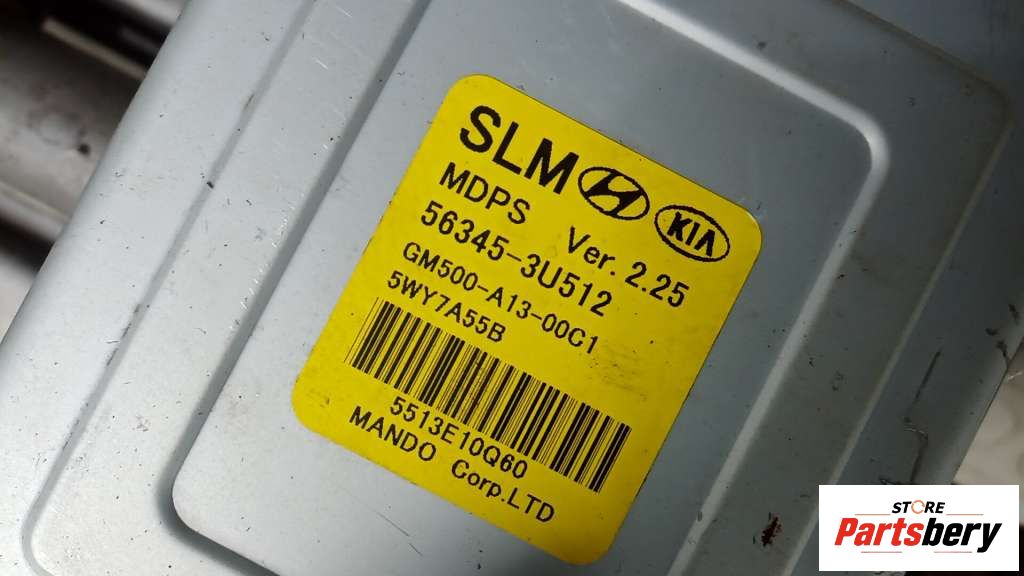 SLM KIA
MDPS Ver. 2.25
56345-3U512
GM500-A13-00C1
5WY7A55B
5513E10Q60
MANDO Corp.LTD
STORE
Partsbery